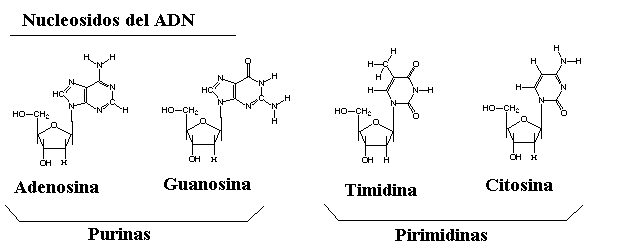 Nucleosidos del ADN
Adenosina
Guanosina
Timidina
Citosina
Purinas
Pirimidinas